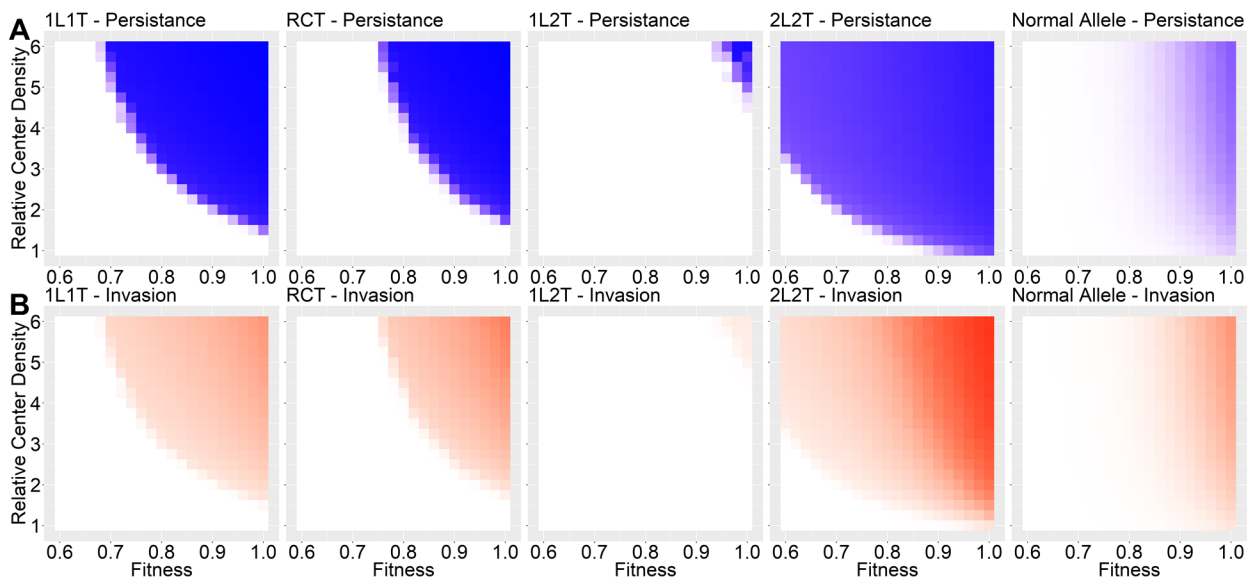 A
1L1T - Persistance
RCT - Persistance
1L2T - Persistance
2L2T - Persistance
Normal Allele - Persistance
Relative Center Density
6
5
4
3
2
1
0.6 0.7 0.8 0.9 1.0
0.6 0.7 0.8 0.9 1.0
0.6 0.7 0.8 0.9 1.0
0.6 0.7 0.8 0.9 1.0
0.6 0.7 0.8 0.9 1.0
B
1L1T - Invasion
RCT - Invasion
1L2T - Invasion
2L2T - Invasion
Normal Allele - Invasion
Relative Center Density
6
5
4
3
2
1
0.6 0.7 0.8 0.9 1.0
0.6 0.7 0.8 0.9 1.0
0.6 0.7 0.8 0.9 1.0
0.6 0.7 0.8 0.9 1.0
0.6 0.7 0.8 0.9 1.0
Fitness
Fitness
Fitness
Fitness
Fitness